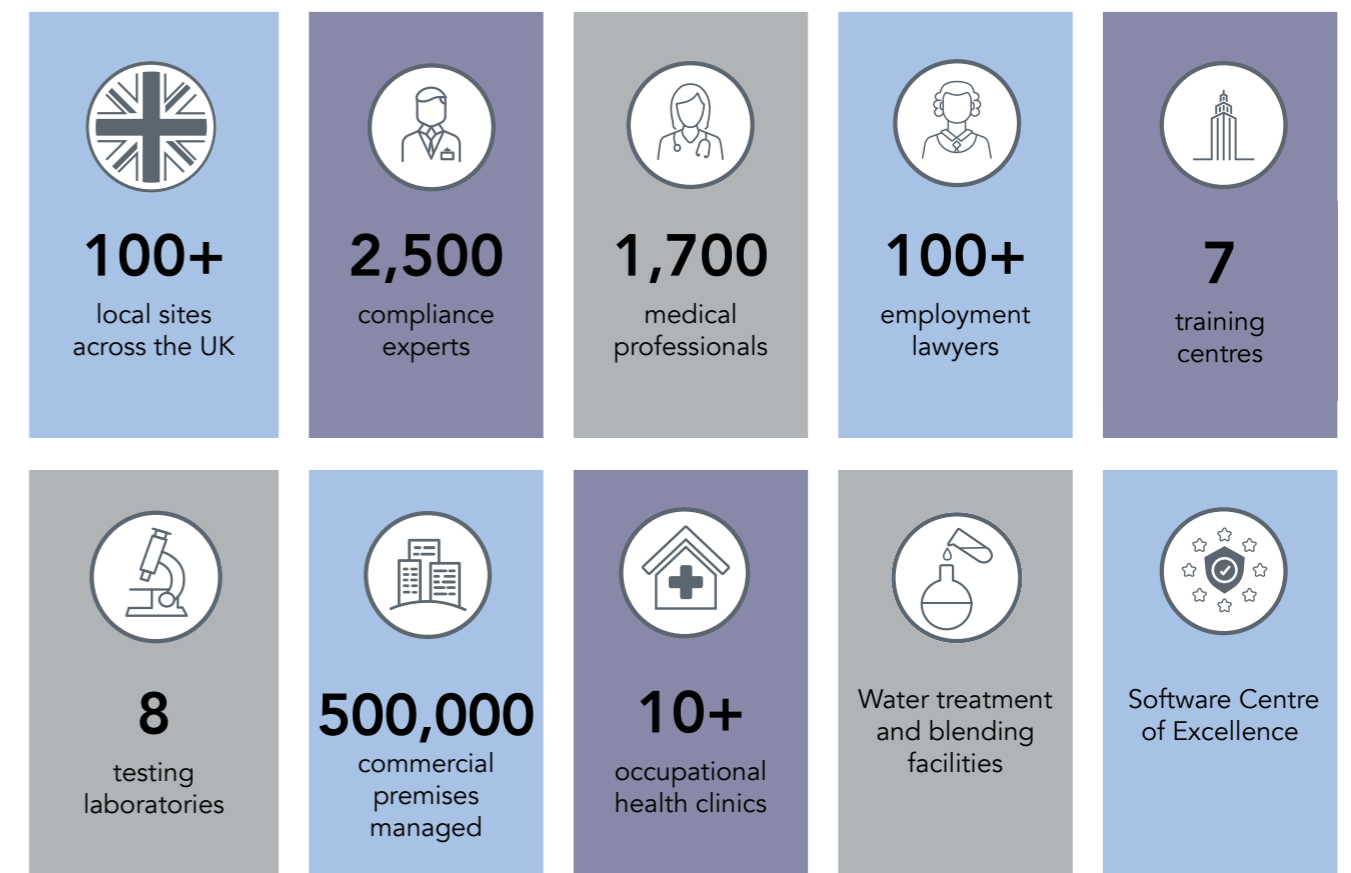 100+
local sites
across the UK
2,500
compliance
experts
1,700
medical
professionals
100+
employment
lawyers
7
training
centres
8
testing
laboratories
500,000
commercial
premises
managed
10+
occupational
health clinics
Water treatment
and blending
facilities
Software Centre
of Excellence